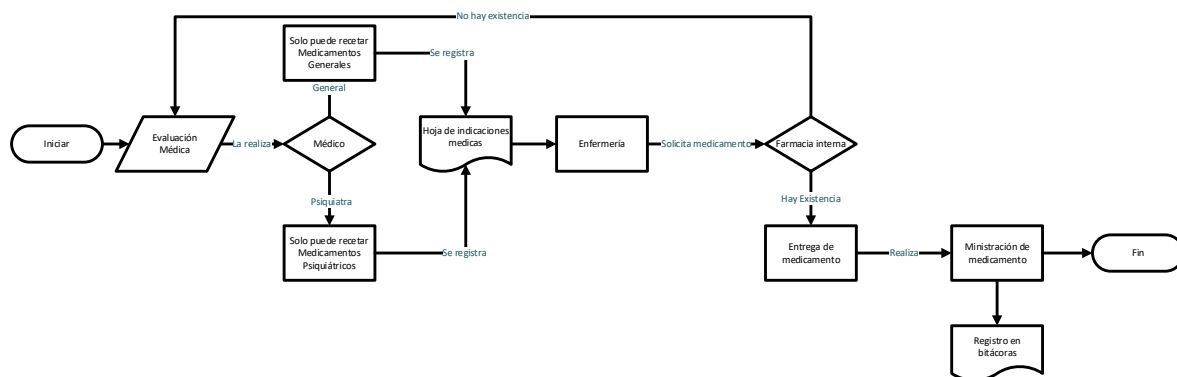 No hay existencia
Solo puede recetar
Medicamentos
Generales
Se registra
General
Iniciar
Evaluación
Médica
La realiza
Médico
Hoja de indicaciones
medicas
Enfermería
Solicita medicamento
Farmacia interna
Psiquiatra
Hay Existencia
Solo puede recetar
Medicamentos
Psiquiátricos
Se registra
Entrega de
medicamento
Realiza
Ministración de
medicamento
Fin
Registro en
bitácoras